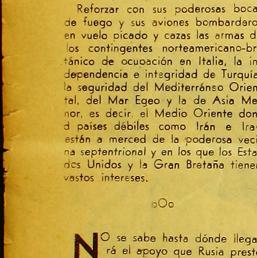 Reforzar con sus poderosas boca
de fuego y sus aviones bombardero
en vuelo picado y cazas las armas d
los contingentes norteamericano-br
tánico de ocupación en Italia, la in
dependencia e integridad de Turquía
la seguridad del Mediterráneo Orien
tal, del Mar Egeo y la de Asia Me
nor, es decir, el Medio Oriente don
d países débiles como Irán e Ira
están a merced de la poderosa veci
na septentrional y en los que los Esta
dos Unidos y la Gran Bretaña tiene
vastos intereses.
oOo
NO se sabe hasta dónde llega
rá el apoyo que Rusia prest